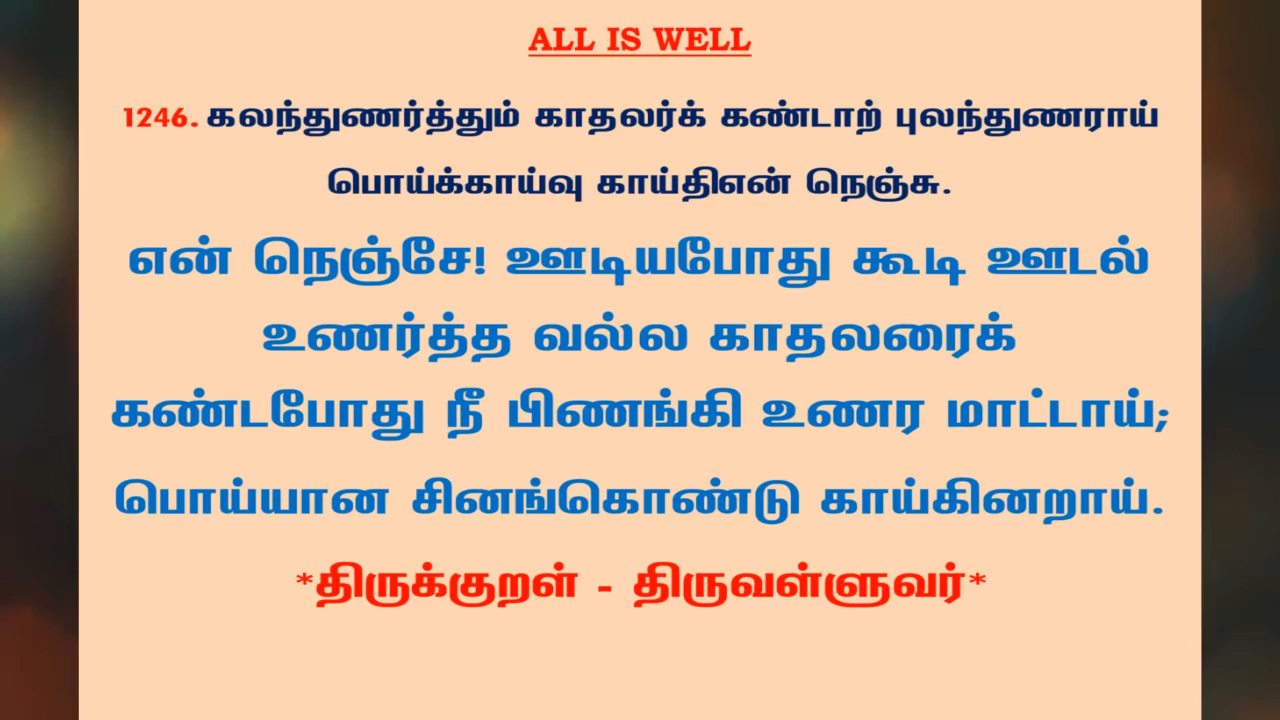 ALL IS WELL
1246. கலந்துணர்த்தும் காதலர்க் கண்டாற் புலந்துணராய்
பொய்க்காய்வு காய்திஎன் நெஞ்சு.
என் நெஞ்சே! ஊடியபோது கூடி ஊடல்
உணர்த்த வல்ல காதலரைக்
கண்டபோது நீ பிணங்கி உணர மாட்டாய்;
பொய்யான சினங்கொண்டு காய்கினறாய்.
*திருக்குறள் - திருவள்ளுவர்*